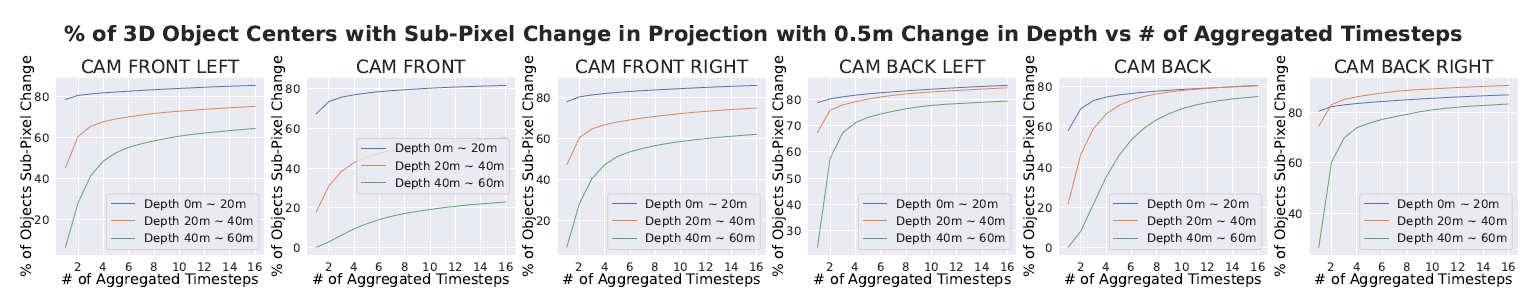 % of 3D Object Centers with Sub-Pixel Change in Projection with 0.5m Change in Depth vs # of Aggregated Timesteps
CAM FRONT LEFT
% of Objects Sub-Pixel Change
80
60
40
20
Depth 0m ~ 20m
Depth 20m ~ 40m
Depth 40m ~ 60m
2 4 6 8 10 12 14 16
# of Aggregated Timesteps
CAM FRONT
% of Objects Sub-Pixel Change
80
60
40
20
0
Depth 0m ~ 20m
Depth 20m ~ 40m
Depth 40m ~ 60m
2 4 6 8 10 12 14 16
# of Aggregated Timesteps
CAM FRONT RIGHT
% of Objects Sub-Pixel Change
80
60
40
20
Depth 0m ~ 20m
Depth 20m ~ 40m
Depth 40m ~ 60m
2 4 6 8 10 12 14 16
# of Aggregated Timesteps
CAM BACK LEFT
% of Objects Sub-Pixel Change
80
70
60
50
40
30
Depth 0m ~ 20m
Depth 20m ~ 40m
Depth 40m ~ 60m
2 4 6 8 10 12 14 16
# of Aggregated Timesteps
CAM BACK
% of Objects Sub-Pixel Change
80
60
40
20
0
Depth 0m ~ 20m
Depth 20m ~ 40m
Depth 40m ~ 60m
2 4 6 8 10 12 14 16
# of Aggregated Timesteps
CAM BACK RIGHT
% of Objects Sub-Pixel Change
80
60
40
Depth 0m ~ 20m
Depth 20m ~ 40m
Depth 40m ~ 60m
2 4 6 8 10 12 14 16
# of Aggregated Timesteps